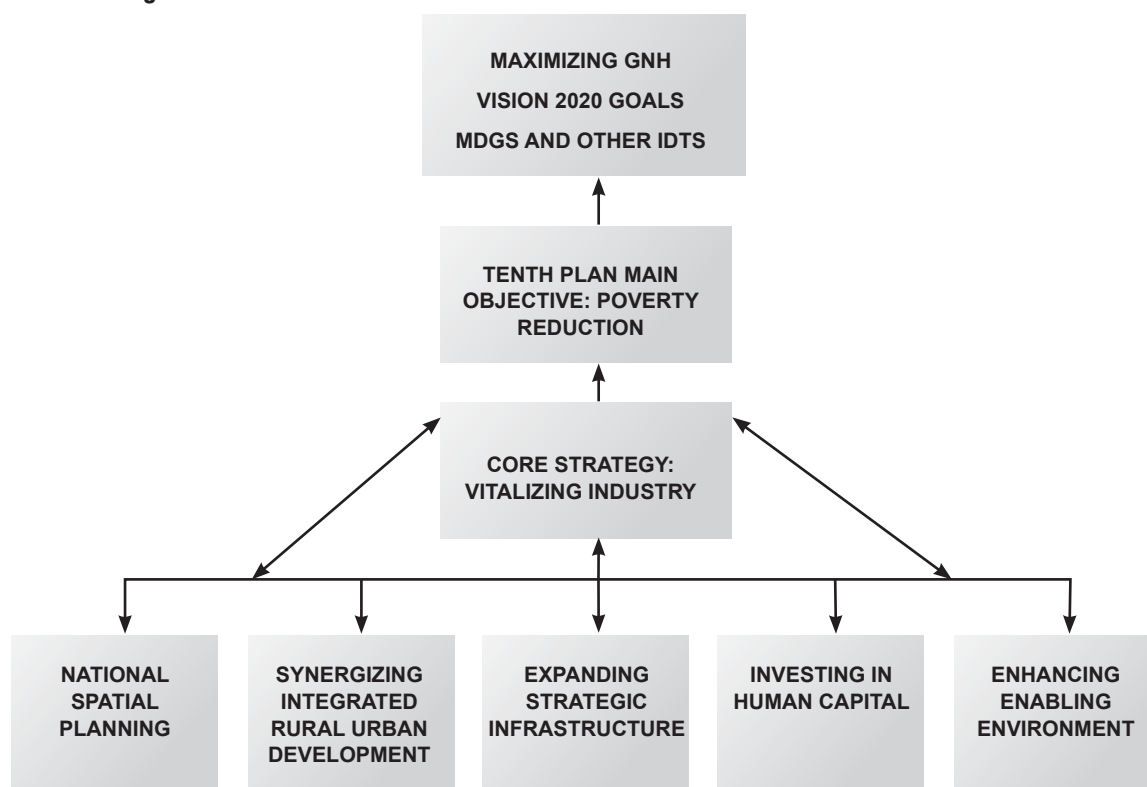 MAXIMIZING GNH
VISION 2020 GOALS
MDGS AND OTHER IDTS
TENTH PLAN MAIN
OBJECTIVE: POVERTY
REDUCTION
CORE STRATEGY:
VITALIZING INDUSTRY
NATIONAL
SPATIAL
PLANNING
SYNERGIZING
INTEGRATED
RURAL URBAN
DEVELOPMENT
EXPANDING
STRATEGIC
INFRASTRUCTURE
INVESTING IN
HUMAN CAPITAL
ENHANCING
ENABLING
ENVIRONMENT